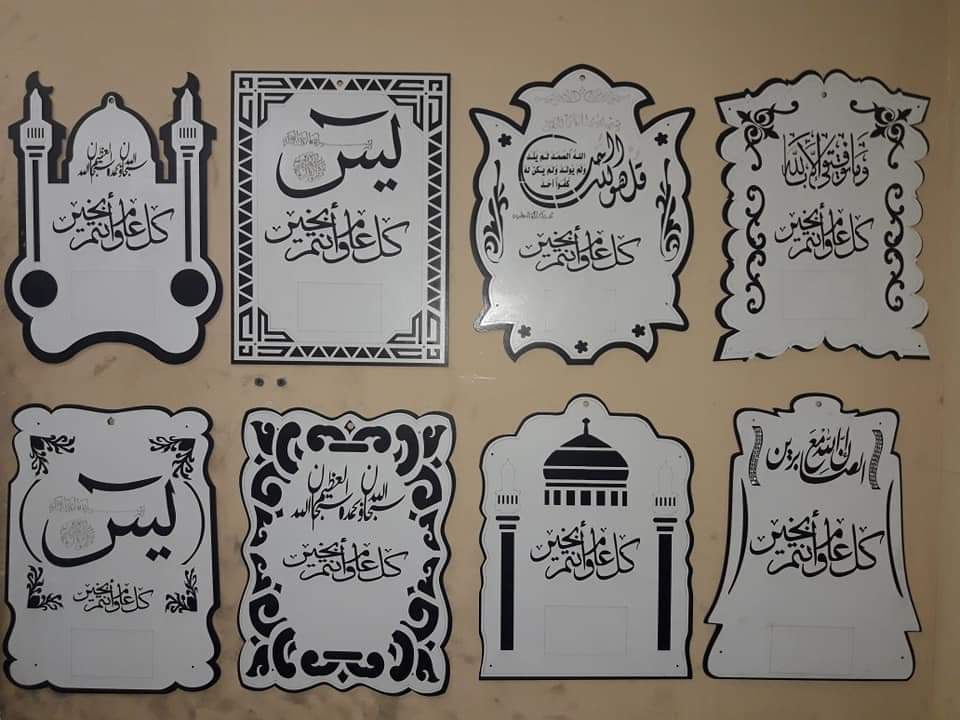 سبحان الله وبحمده سبحان الله العظيم
كل عام وأنتم بخير
يس
كل عام وأنتم بخير
قل هو الله احد
الله الصمد لم يلد
ولم يولد ولم يكن له
كفوا احد
كل عام وأنتم بخير
وما توفيقي إلا بالله
كل عام وأنتم بخير
يس
كل عام وأنتم بخير
سبحان الله وبحمده سبحان الله العظيم
كل عام وأنتم بخير
كل عام وأنتم بخير
إن الله مع الصابرين
كل عام وأنتم بخير